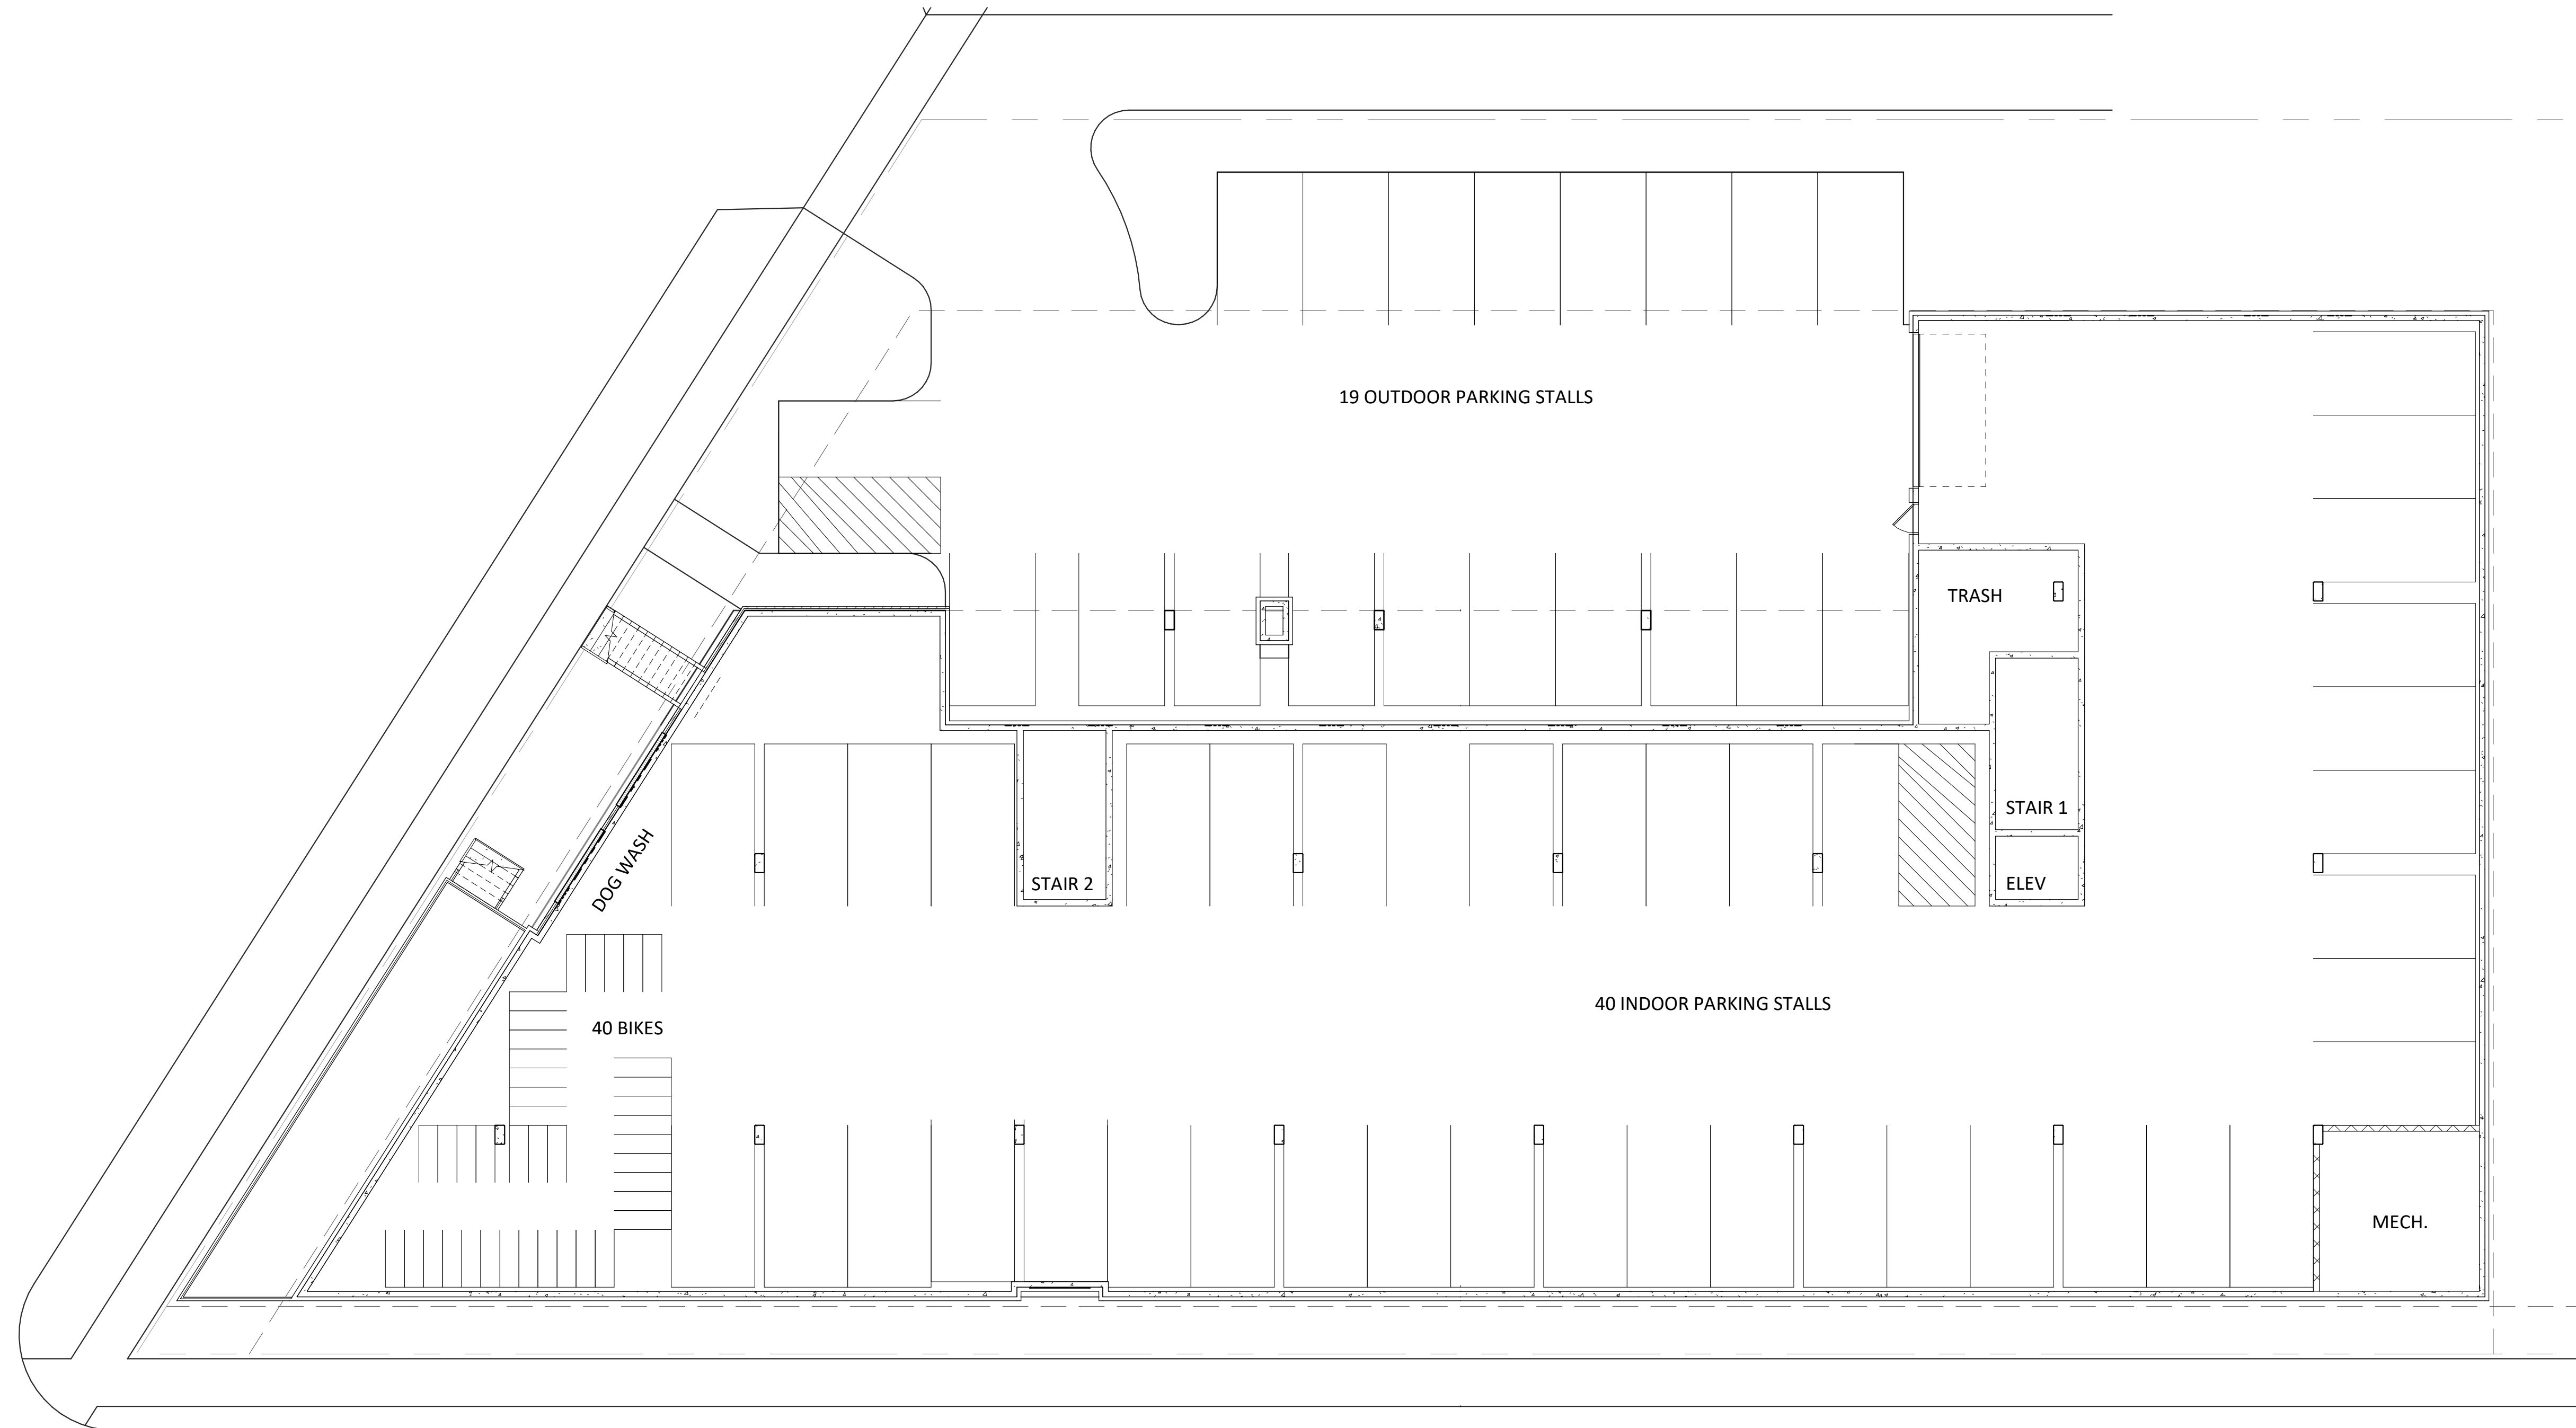 19 OUTDOOR PARKING STALLS
TRASH
STAIR 1
DOG WASH
STAIR 2
ELEV
40 INDOOR PARKING STALLS
40 BIKES
MECH.